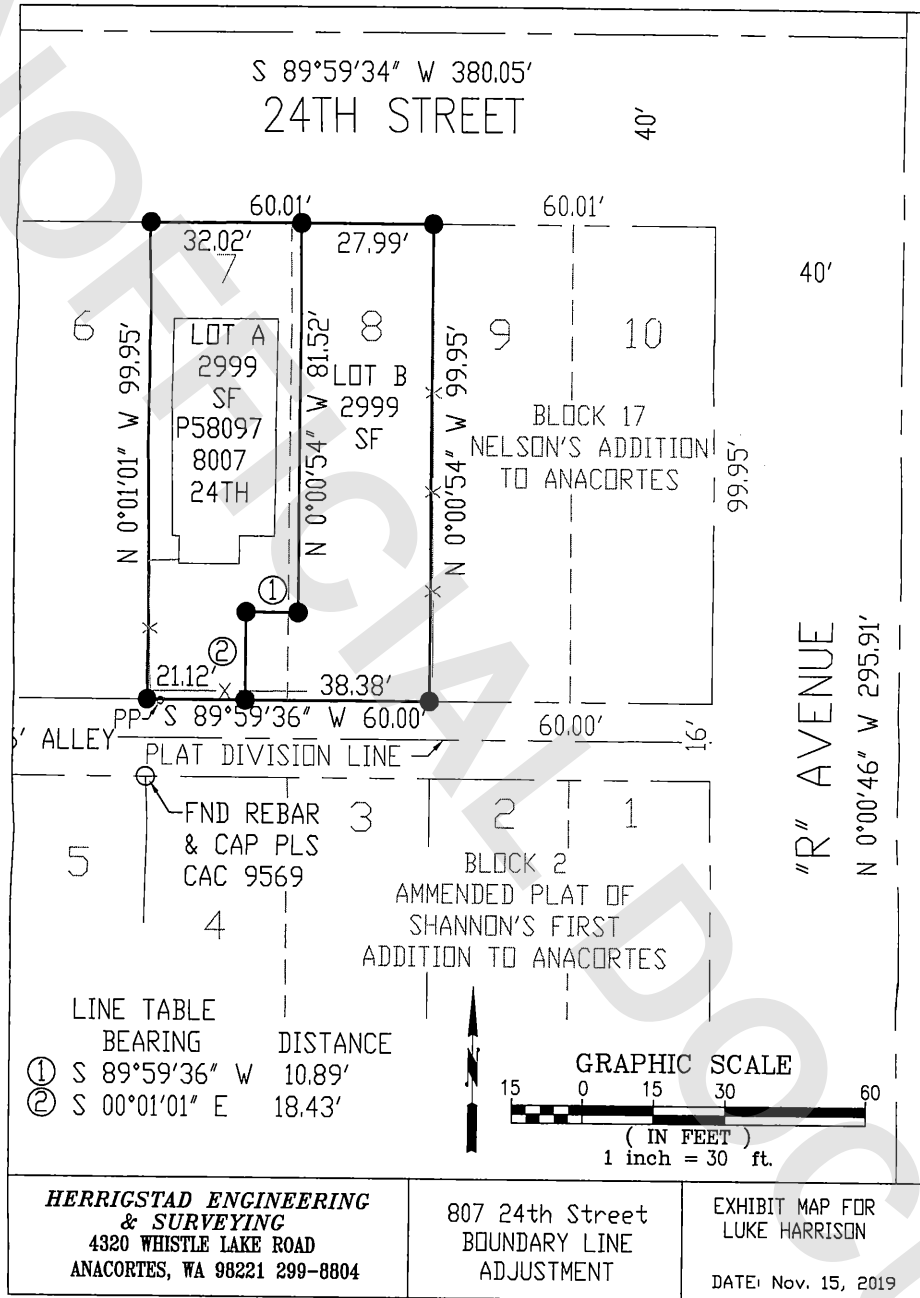 S 89°59'34" W 380.05'
24TH STREET
40'
60.01'
60.01'
32.02'
27.99'
40'
7
6
8
9
10
N 0°01'01" W 99.95'
LOT A
2999
SF
P58097
8007
24TH
N 0°00'54" W 81.52'
LOT B
2999
SF
N 0°00'54" W 99.95'
BLOCK 17
NELSON'S ADDITION
TO ANACORTES
99.95'
1
2
21.12'
38.38'
PP
S 89°59'36" W 60.00'
60.00'
16'
6' ALLEY
PLAT DIVISION LINE
"R" AVENUE
N 0°00'46" W 295.91'
FND REBAR
& CAP PLS
CAC 9569
5
4
3
2
1
BLOCK 2
AMMENDED PLAT OF
SHANNON'S FIRST
ADDITION TO ANACORTES
LINE TABLE
BEARING DISTANCE
1 S 89°59'36" W 10.89'
2 S 00°01'01" E 18.43'
N
GRAPHIC SCALE
15 0 15 30 60
( IN FEET )
1 inch = 30 ft.
HERRIGSTAD ENGINEERING
& SURVEYING
4320 WHISTLE LAKE ROAD
ANACORTES, WA 98221 299-8804
807 24th Street
BOUNDARY LINE
ADJUSTMENT
EXHIBIT MAP FOR
LUKE HARRISON
DATE: Nov. 15, 2019
UNOFFICIAL DOC